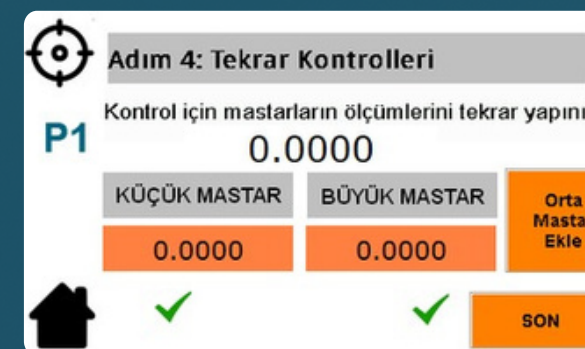 Adım 4: Tekrar Kontrolleri
Kontrol için mastarların ölçümlerini tekrar yapını
P1
0.0000
KÜÇÜK MASTAR
BÜYÜK MASTAR
Orta
Masta
Ekle
0.0000
0.0000
SON